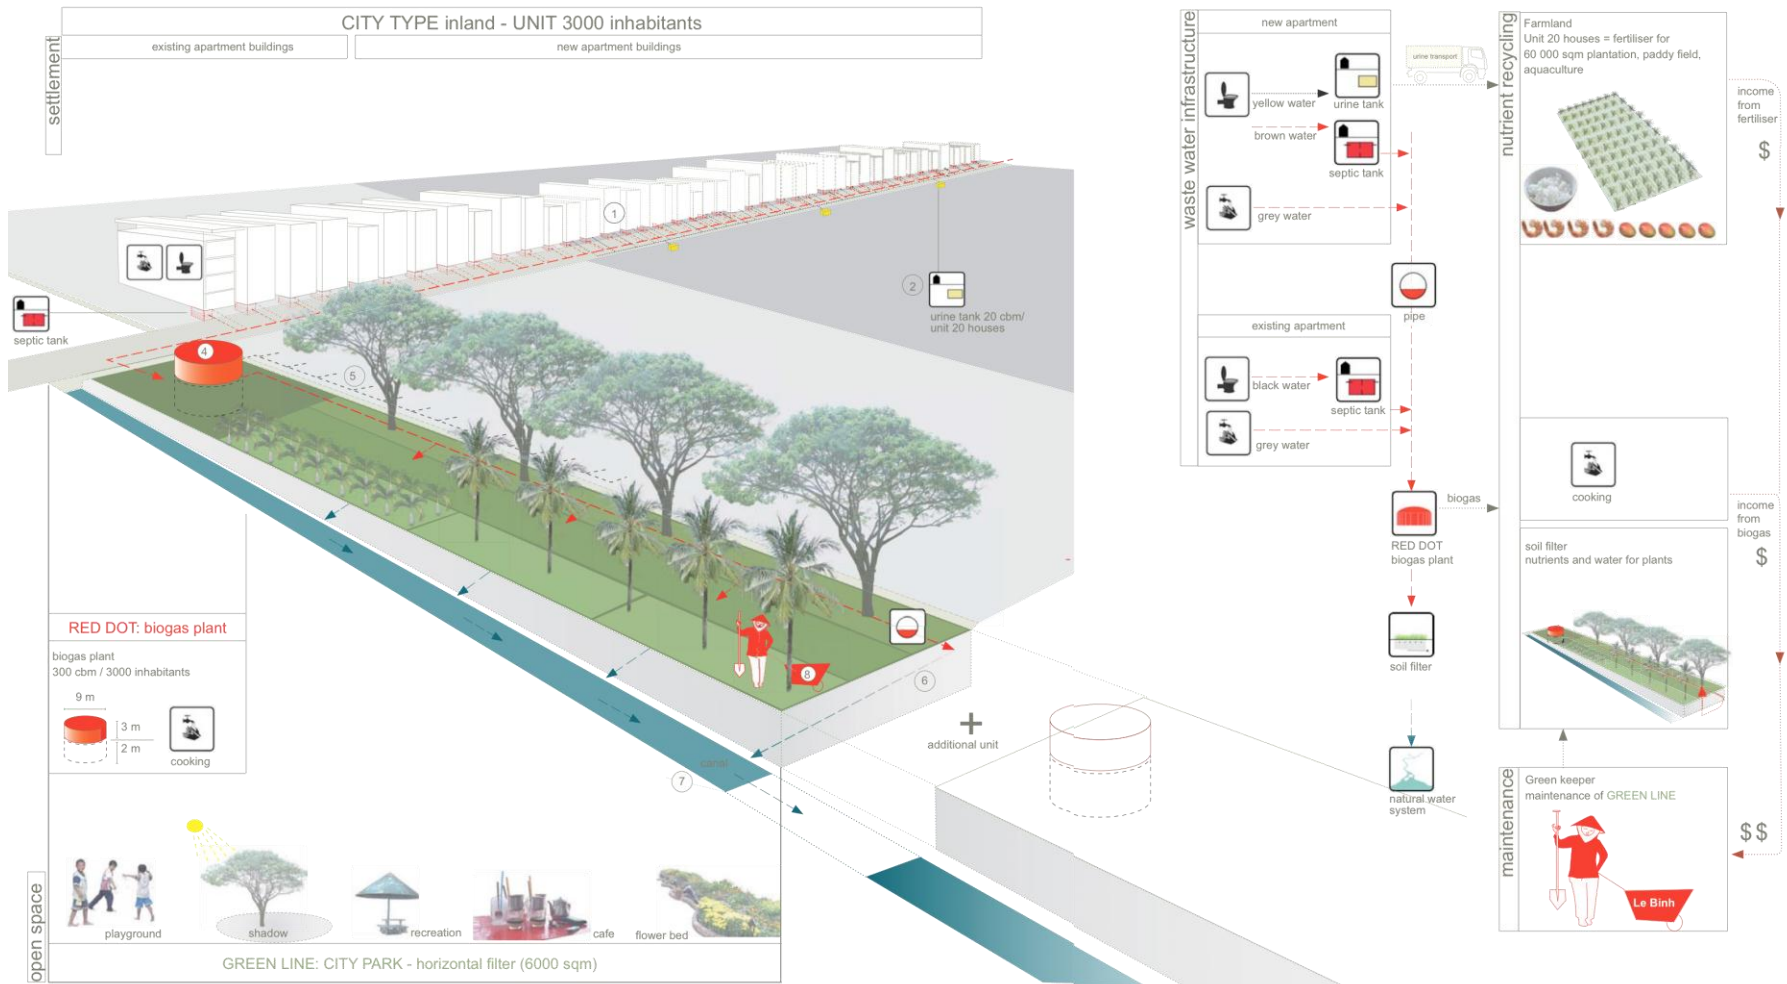 CITY TYPE inland - UNIT 3000 inhabitants
existing apartment buildings
new apartment buildings
settlement
1
2
urine tank 20 cbm/
unit 20 houses
septic tank
4
5
6
7
8
canal
+
additional unit
RED DOT: biogas plant
biogas plant
300 cbm / 3000 inhabitants
9 m
3 m
2 m
cooking
open space
playground
shadow
recreation
cafe
flower bed
GREEN LINE: CITY PARK - horizontal filter (6000 sqm)
waste water infrastructure
new apartment
yellow water
urine tank
brown water
septic tank
grey water
pipe
existing apartment
black water
septic tank
grey water
RED DOT
biogas plant
soil filter
natural water
system
urine transport
biogas
nutrient recycling
Farmland
Unit 20 houses = fertiliser for
60 000 sqm plantation, paddy field,
aquaculture
income
from
fertiliser
$
cooking
income
from
biogas
$
soil filter
nutrients and water for plants
maintenance
Green keeper
maintenance of GREEN LINE
Le Binh
$$